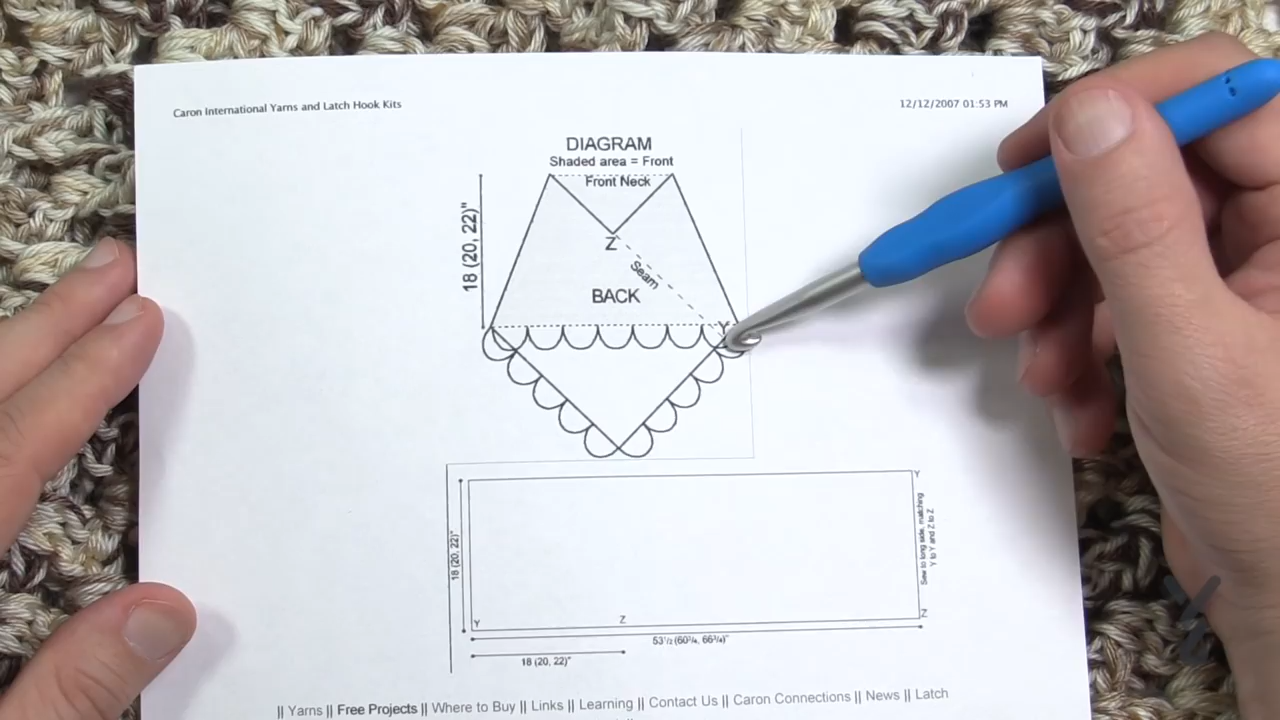 Caron International Yarns and Latch Hook Kits
12/12/2007 01:53 PM
DIAGRAM
Shaded area = Front
Front Neck
18 (20, 22)"
Z
Seam
BACK
Y
Y
18 (20, 22)"
Sew to long side, matching
Y to Y and Z to Z
Y
Z
Z
53½ (60¾, 66¾)"
18 (20, 22)"
|| Yarns || Free Projects || Where to Buy || Links || Learning || Contact Us || Caron Connections || News || Latch